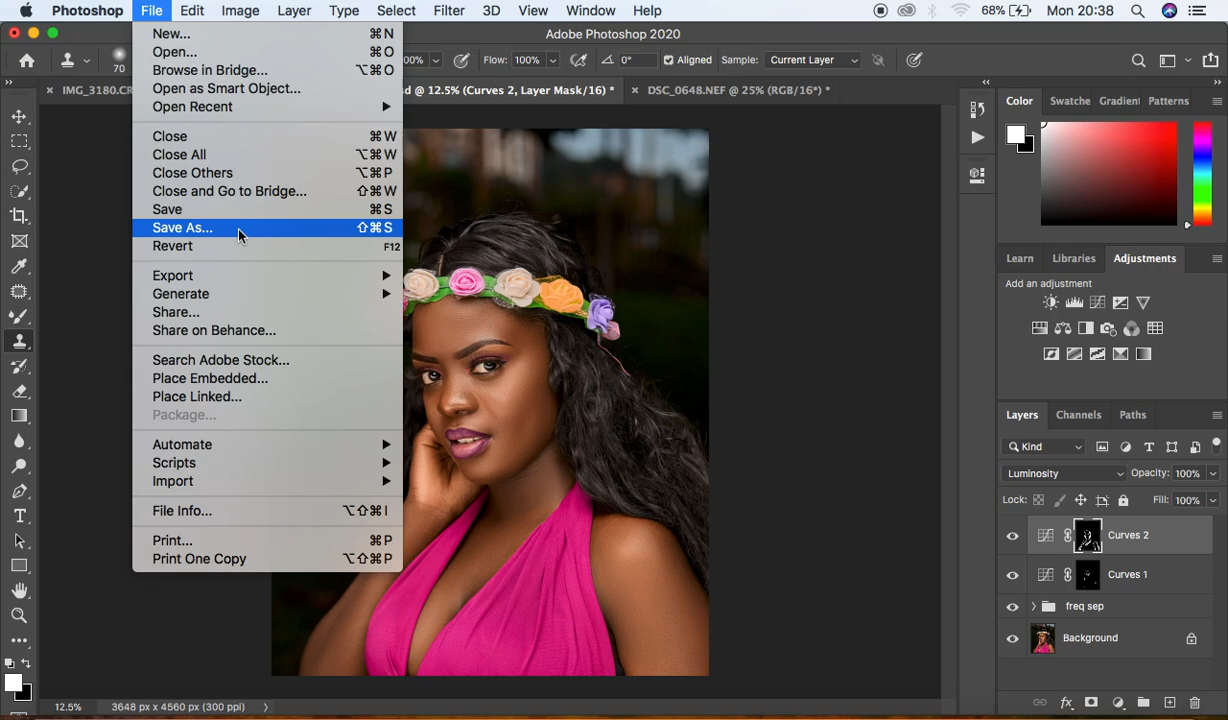 Photoshop File Edit Image Layer Type Select Filter 3D View Window Help 68% Mon 20:38
Adobe Photoshop 2020
70 00% Flow: 100% 0° Aligned Sample: Current Layer
× IMG_3180.CR sd @ 12.5% (Curves 2, Layer Mask/16) * × DSC_0648.NEF @ 25% (RGB/16*) *
New... ⌘N
Open... ⌘O
Browse in Bridge... ⌥⌘O
Open as Smart Object...
Open Recent
Close ⌘W
Close All ⌥⌘W
Close Others ⌥⌘P
Close and Go to Bridge... ⇧⌘W
Save ⌘S
Save As... ⇧⌘S
Revert F12
Export
Generate
Share...
Share on Behance...
Search Adobe Stock...
Place Embedded...
Place Linked...
Package...
Automate
Scripts
Import
File Info... ⌥⇧⌘I
Print... ⌘P
Print One Copy ⌥⇧⌘P
Color Swatche Gradient Patterns
Learn Libraries Adjustments
Add an adjustment
Layers Channels Paths
Kind
Luminosity Opacity: 100%
Lock: Fill: 100%
Curves 2
Curves 1
freq sep
Background
12.5% 3648 px x 4560 px (300 ppi)